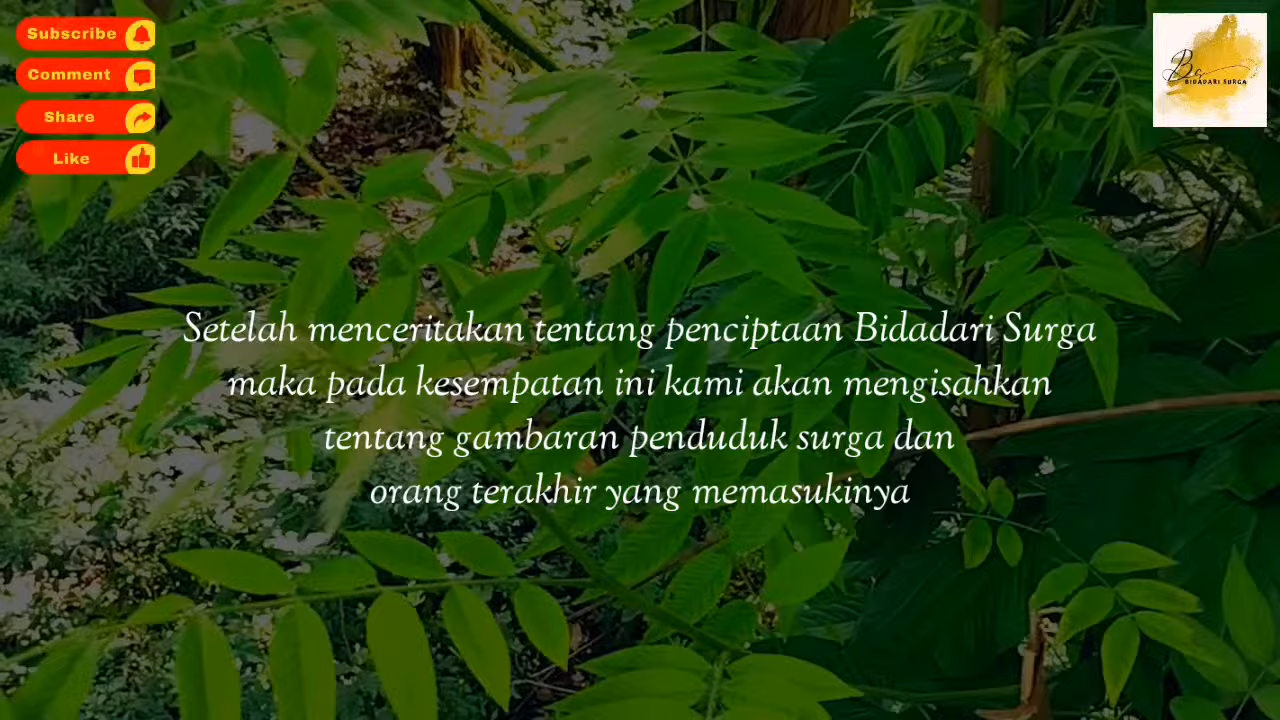 Subscribe
Comment
Share
Like
BIDADARI SURGA
Setelah menceritakan tentang penciptaan Bidadari Surga
maka pada kesempatan ini kami akan mengisahkan
tentang gambaran penduduk surga dan
orang terakhir yang memasukinya